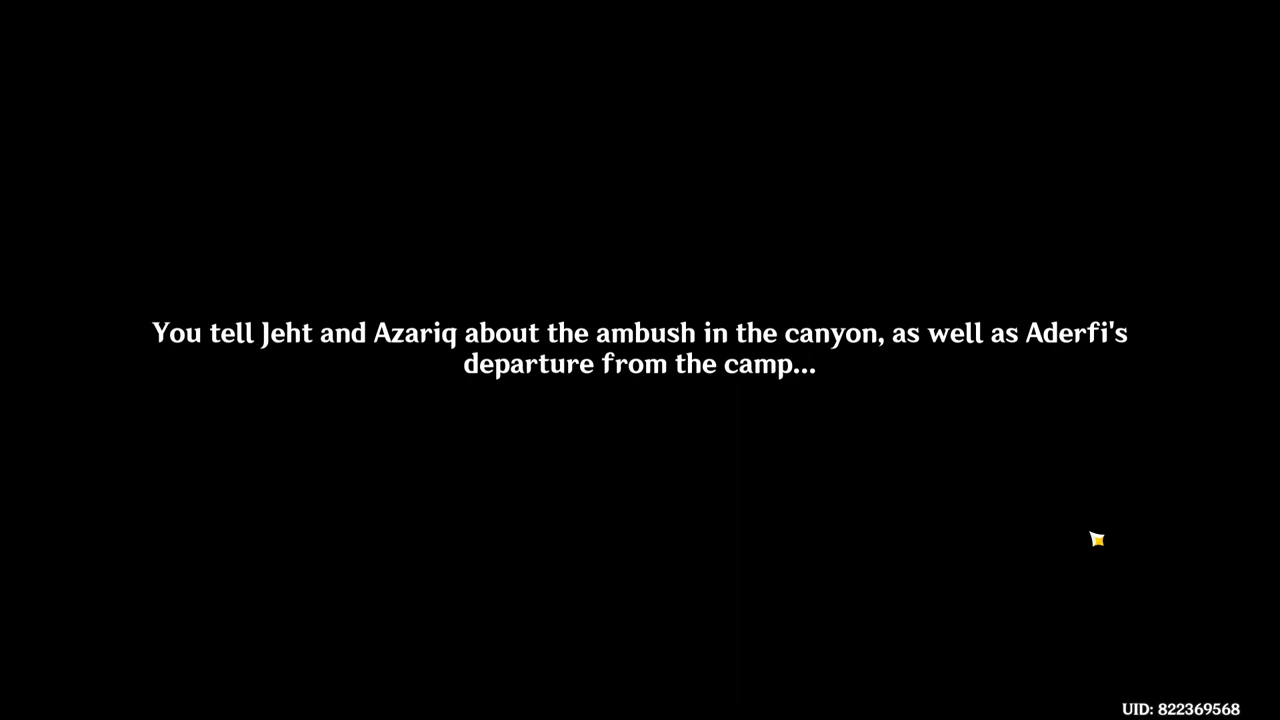 You tell Jeht and Azariq about the ambush in the canyon, as well as Aderfi's
departure from the camp...
UID: 822369568